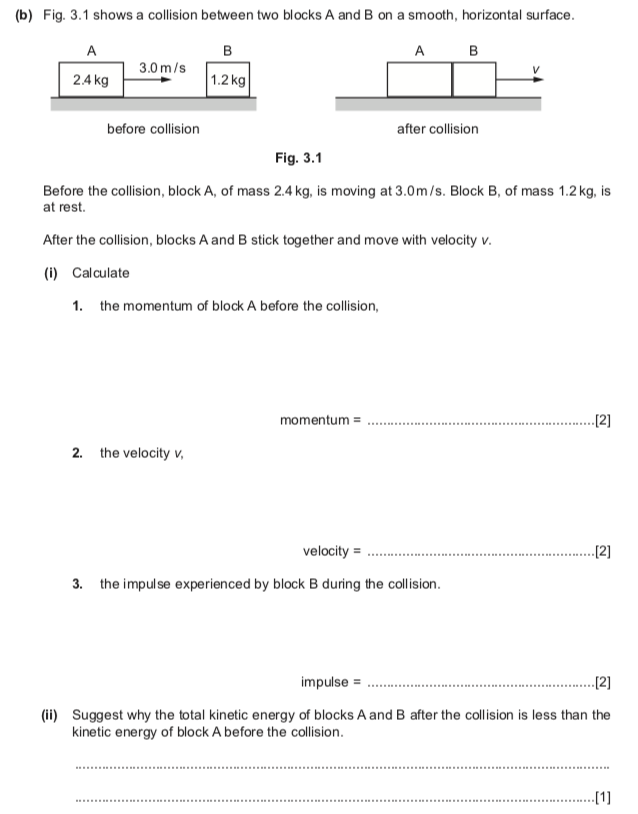 (b) Fig. 3.1 shows a collision between two blocks A and B on a smooth, horizontal surface.
A B A B
3.0 m/s v
2.4 kg 1.2 kg
before collision after collision
Fig. 3.1
Before the collision, block A, of mass 2.4 kg, is moving at 3.0 m/s. Block B, of mass 1.2 kg, is
at rest.
After the collision, blocks A and B stick together and move with velocity v.
(i) Calculate
1. the momentum of block A before the collision,
momentum = ..........................................................[2]
2. the velocity v,
velocity = ..........................................................[2]
3. the impulse experienced by block B during the collision.
impulse = ..........................................................[2]
(ii) Suggest why the total kinetic energy of blocks A and B after the collision is less than the
kinetic energy of block A before the collision.
..........................................................
..........................................................[1]